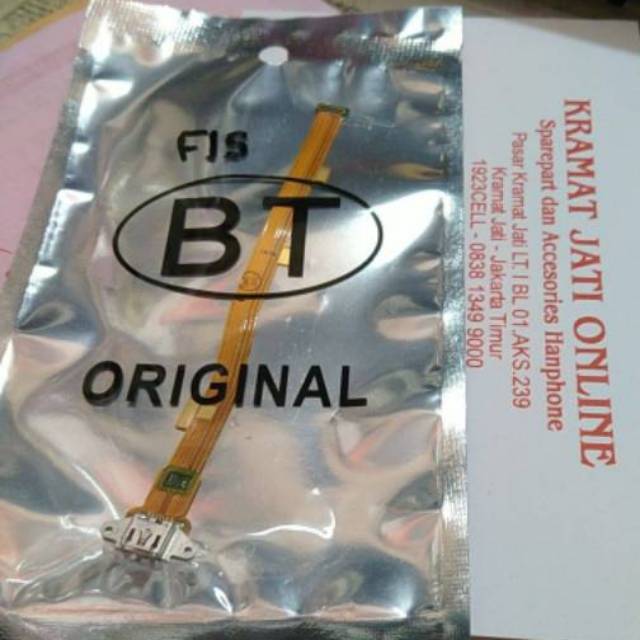 F1S
BT
ORIGINAL
KRAMAT JATI ONLINE
Sparepart dan Accesories Hanphone
Pasar Kramat Jati LT. I BL. 01.AKS.239
Kramat Jati - Jakarta Timur
1923CELL - 0838 1349 9000